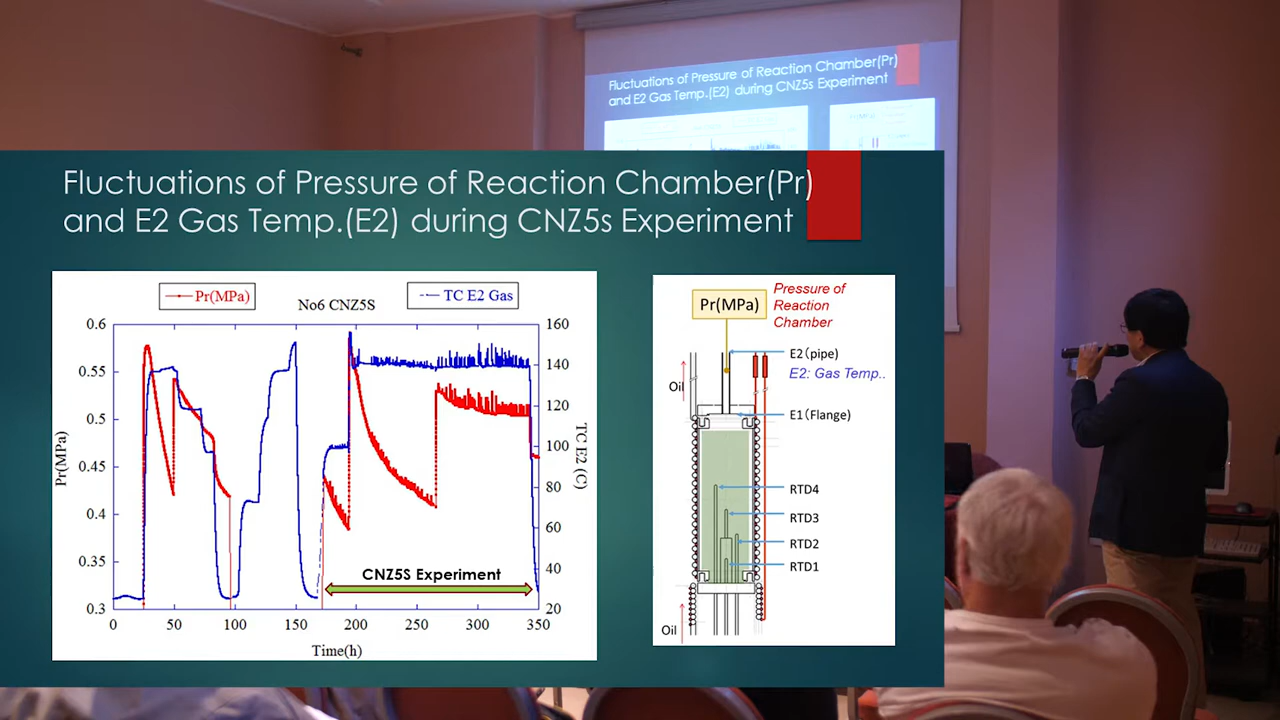 Fluctuations of Pressure of Reaction Chamber(Pr)
and E2 Gas Temp.(E2) during CNZ5s Experiment
Fluctuations of Pressure of Reaction Chamber(Pr)
and E2 Gas Temp.(E2) during CNZ5s Experiment
Pr(MPa)
No6 CNZ5S
TC E2 Gas
0.6
0.55
0.5
0.45
0.4
0.35
0.3
Pr(MPa)
160
140
120
100
80
60
40
20
TC E2 (C)
CNZ5S Experiment
0 50 100 150 200 250 300 350
Time(h)
Pr(MPa)
Pressure of
Reaction
Chamber
E2(pipe)
E2: Gas Temp..
Oil
E1(Flange)
RTD4
RTD3
RTD2
RTD1
Oil